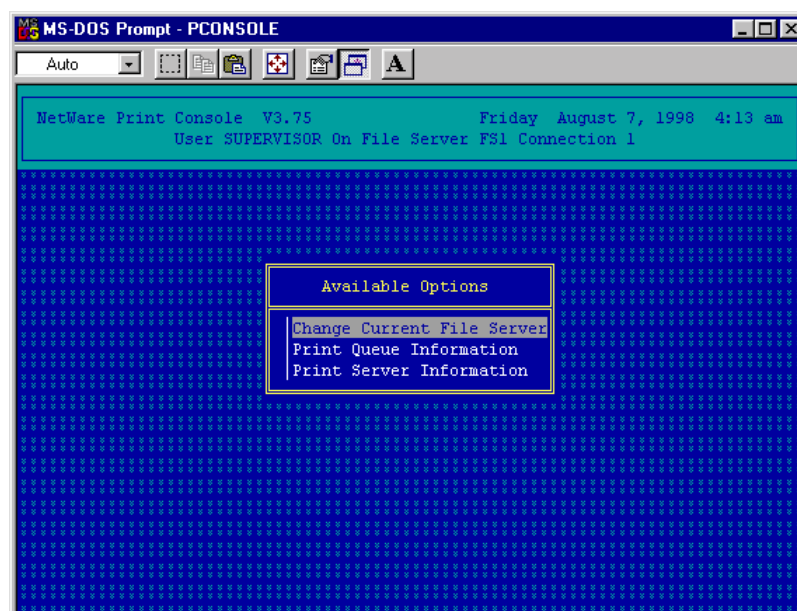 MS-DOS Prompt - PCONSOLE
Auto
A
NetWare Print Console V3.75 Friday August 7, 1998 4:13 am
User SUPERVISOR On File Server FS1 Connection 1
Available Options
Change Current File Server
Print Queue Information
Print Server Information